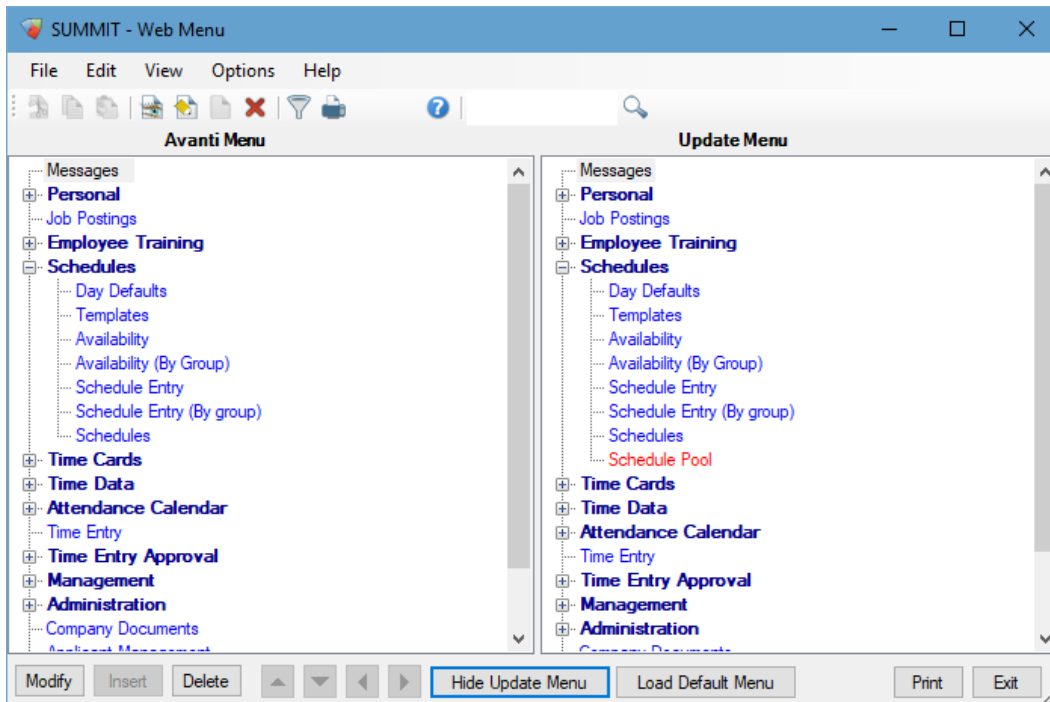 SUMMIT - Web Menu
File Edit View Options Help
Avanti Menu
Messages
Personal
Job Postings
Employee Training
Schedules
Day Defaults
Templates
Availability
Availability (By Group)
Schedule Entry
Schedule Entry (By group)
Schedules
Time Cards
Time Data
Attendance Calendar
Time Entry
Time Entry Approval
Management
Administration
Company Documents
Applicant Management
Update Menu
Messages
Personal
Job Postings
Employee Training
Schedules
Day Defaults
Templates
Availability
Availability (By Group)
Schedule Entry
Schedule Entry (By group)
Schedules
Schedule Pool
Time Cards
Time Data
Attendance Calendar
Time Entry
Time Entry Approval
Management
Administration
Company Documents
Modify Insert Delete Hide Update Menu Load Default Menu Print Exit